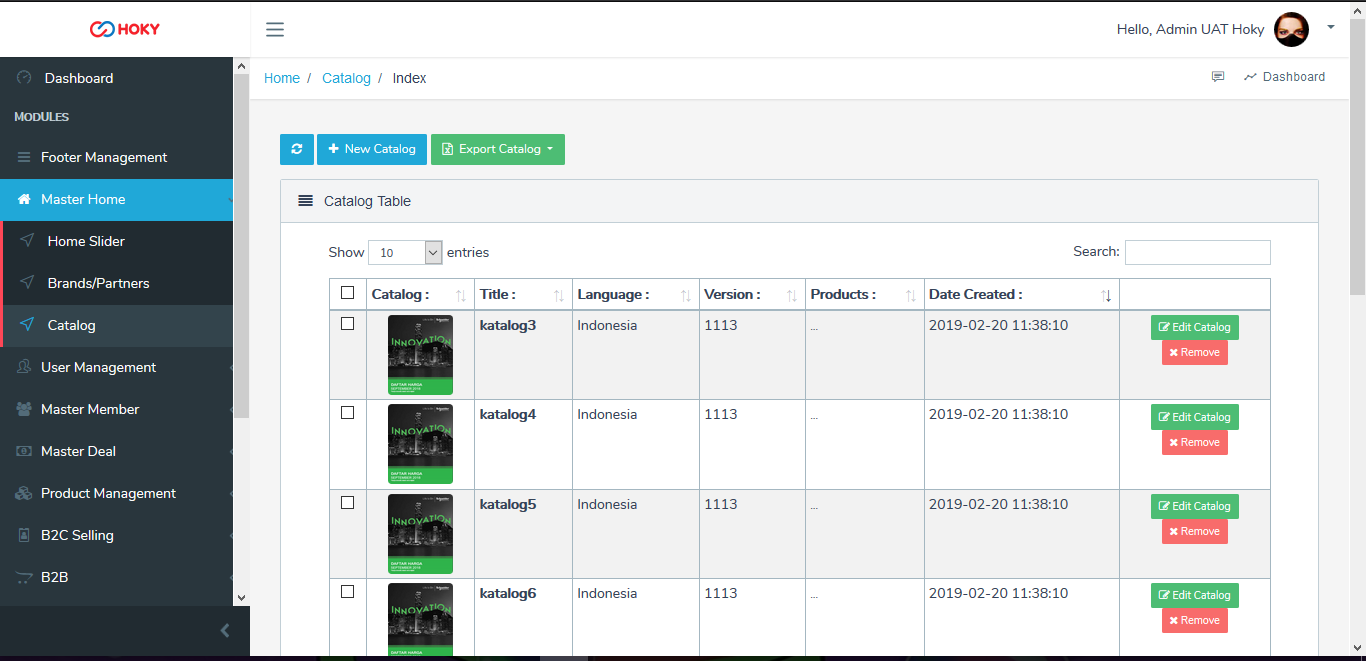 HOKY
Hello, Admin UAT Hoky
Dashboard
MODULES
Footer Management
Master Home
Home Slider
Brands/Partners
Catalog
User Management
Master Member
Master Deal
Product Management
B2C Selling
B2B
Home / Catalog / Index
Dashboard
New Catalog
Export Catalog
Catalog Table
Show 10 entries
Search:
Catalog : Title : Language : Version : Products : Date Created :
INNOVATION
DAFTAR HARGA
katalog3 Indonesia 1113 ... 2019-02-20 11:38:10 Edit Catalog
Remove
INNOVATION
DAFTAR HARGA
katalog4 Indonesia 1113 ... 2019-02-20 11:38:10 Edit Catalog
Remove
INNOVATION
DAFTAR HARGA
katalog5 Indonesia 1113 ... 2019-02-20 11:38:10 Edit Catalog
Remove
INNOVATION
katalog6 Indonesia 1113 ... 2019-02-20 11:38:10 Edit Catalog
Remove